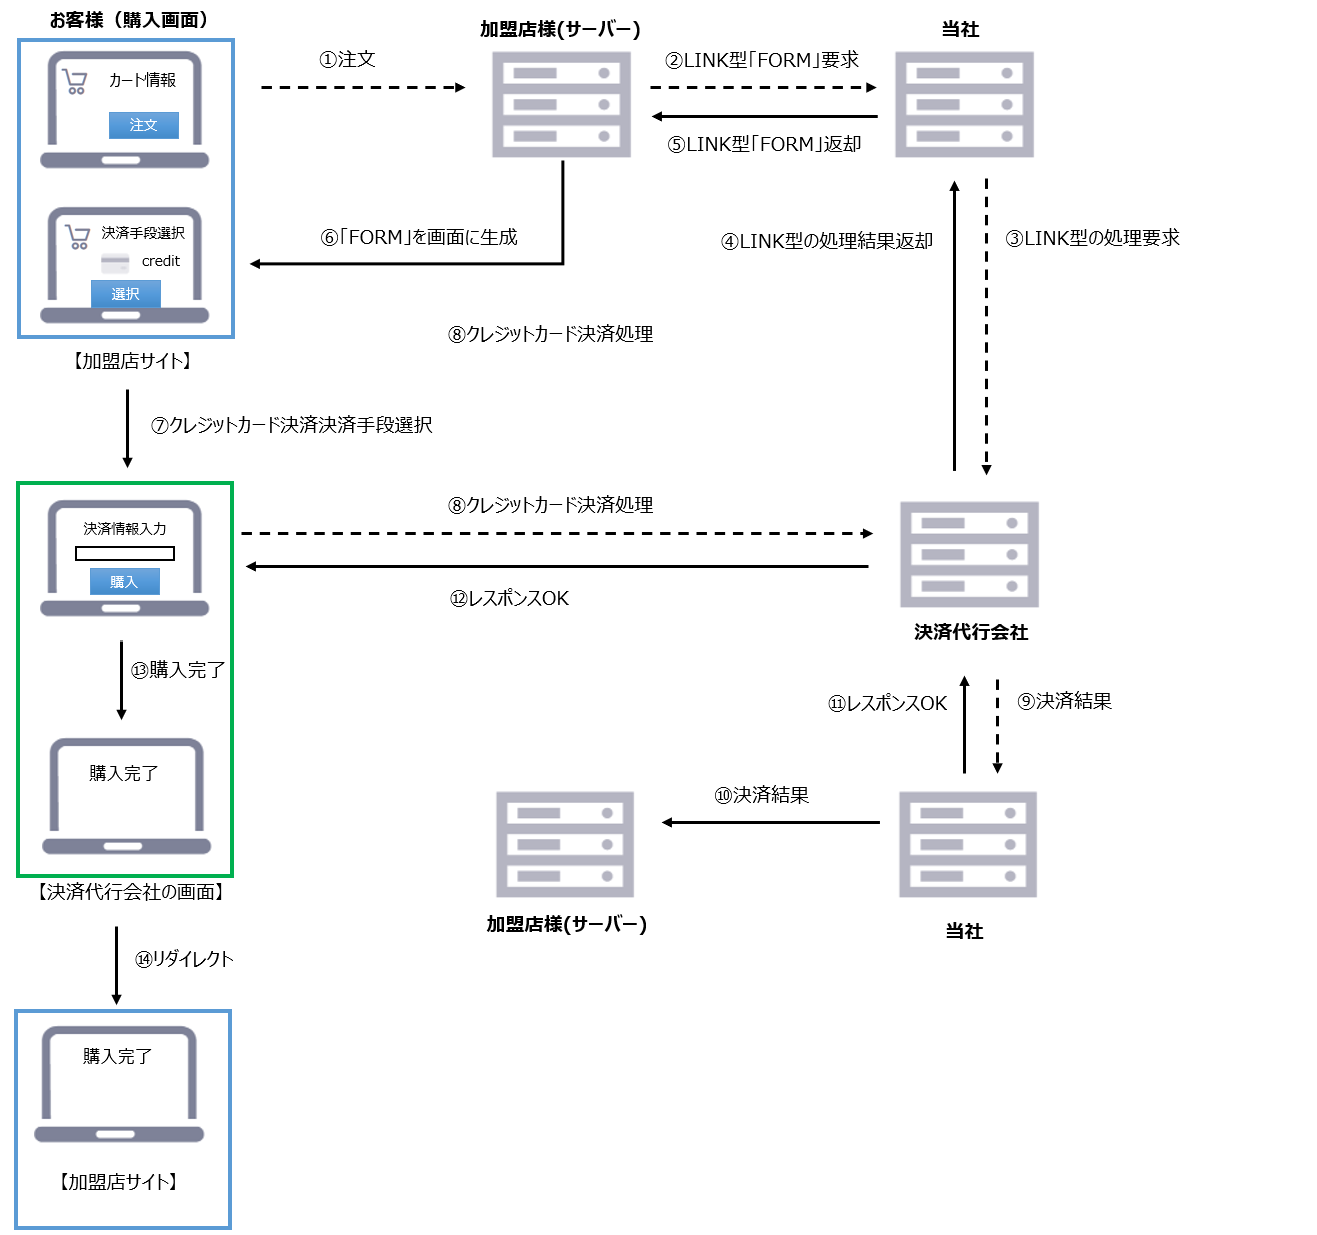 お客様（購入画面）
加盟店様(サーバー)
当社
カード情報
注文
①注文
②LINK型「FORM」要求
⑤LINK型「FORM」返却
決済手段選択
credit
選択
⑥「FORM」を画面に生成
④LINK型の処理結果返却
③LINK型の処理要求
⑧クレジットカード決済処理
【加盟店サイト】
⑦クレジットカード決済決済手段選択
決済情報入力
購入
⑧クレジットカード決済処理
⑫レスポンスOK
決済代行会社
⑬購入完了
⑪レスポンスOK
⑨決済結果
購入完了
⑩決済結果
【決済代行会社の画面】
加盟店様(サーバー)
当社
⑭リダイレクト
購入完了
【加盟店サイト】